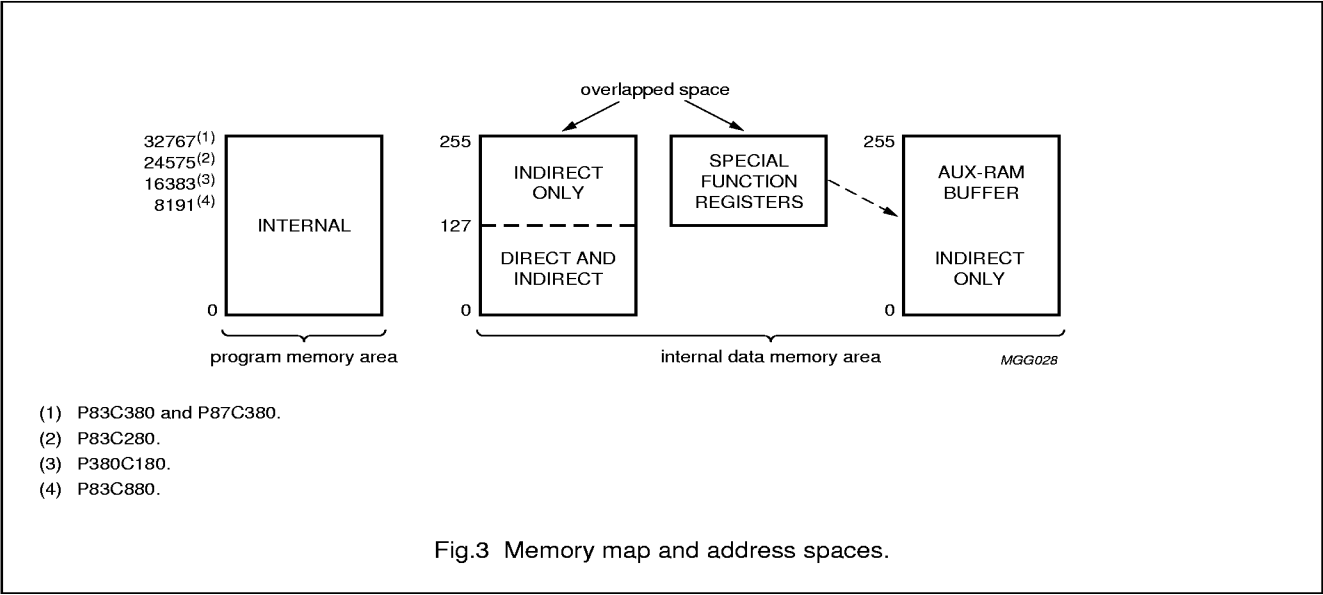 overlapped space
32767(1)
24575(2)
16383(3)
8191(4)
0
INTERNAL
program memory area
255
127
0
INDIRECT
ONLY
DIRECT AND
INDIRECT
SPECIAL
FUNCTION
REGISTERS
255
0
AUX-RAM
BUFFER
INDIRECT
ONLY
internal data memory area
MGG028
(1) P83C380 and P87C380.
(2) P83C280.
(3) P380C180.
(4) P83C880.
Fig.3 Memory map and address spaces.